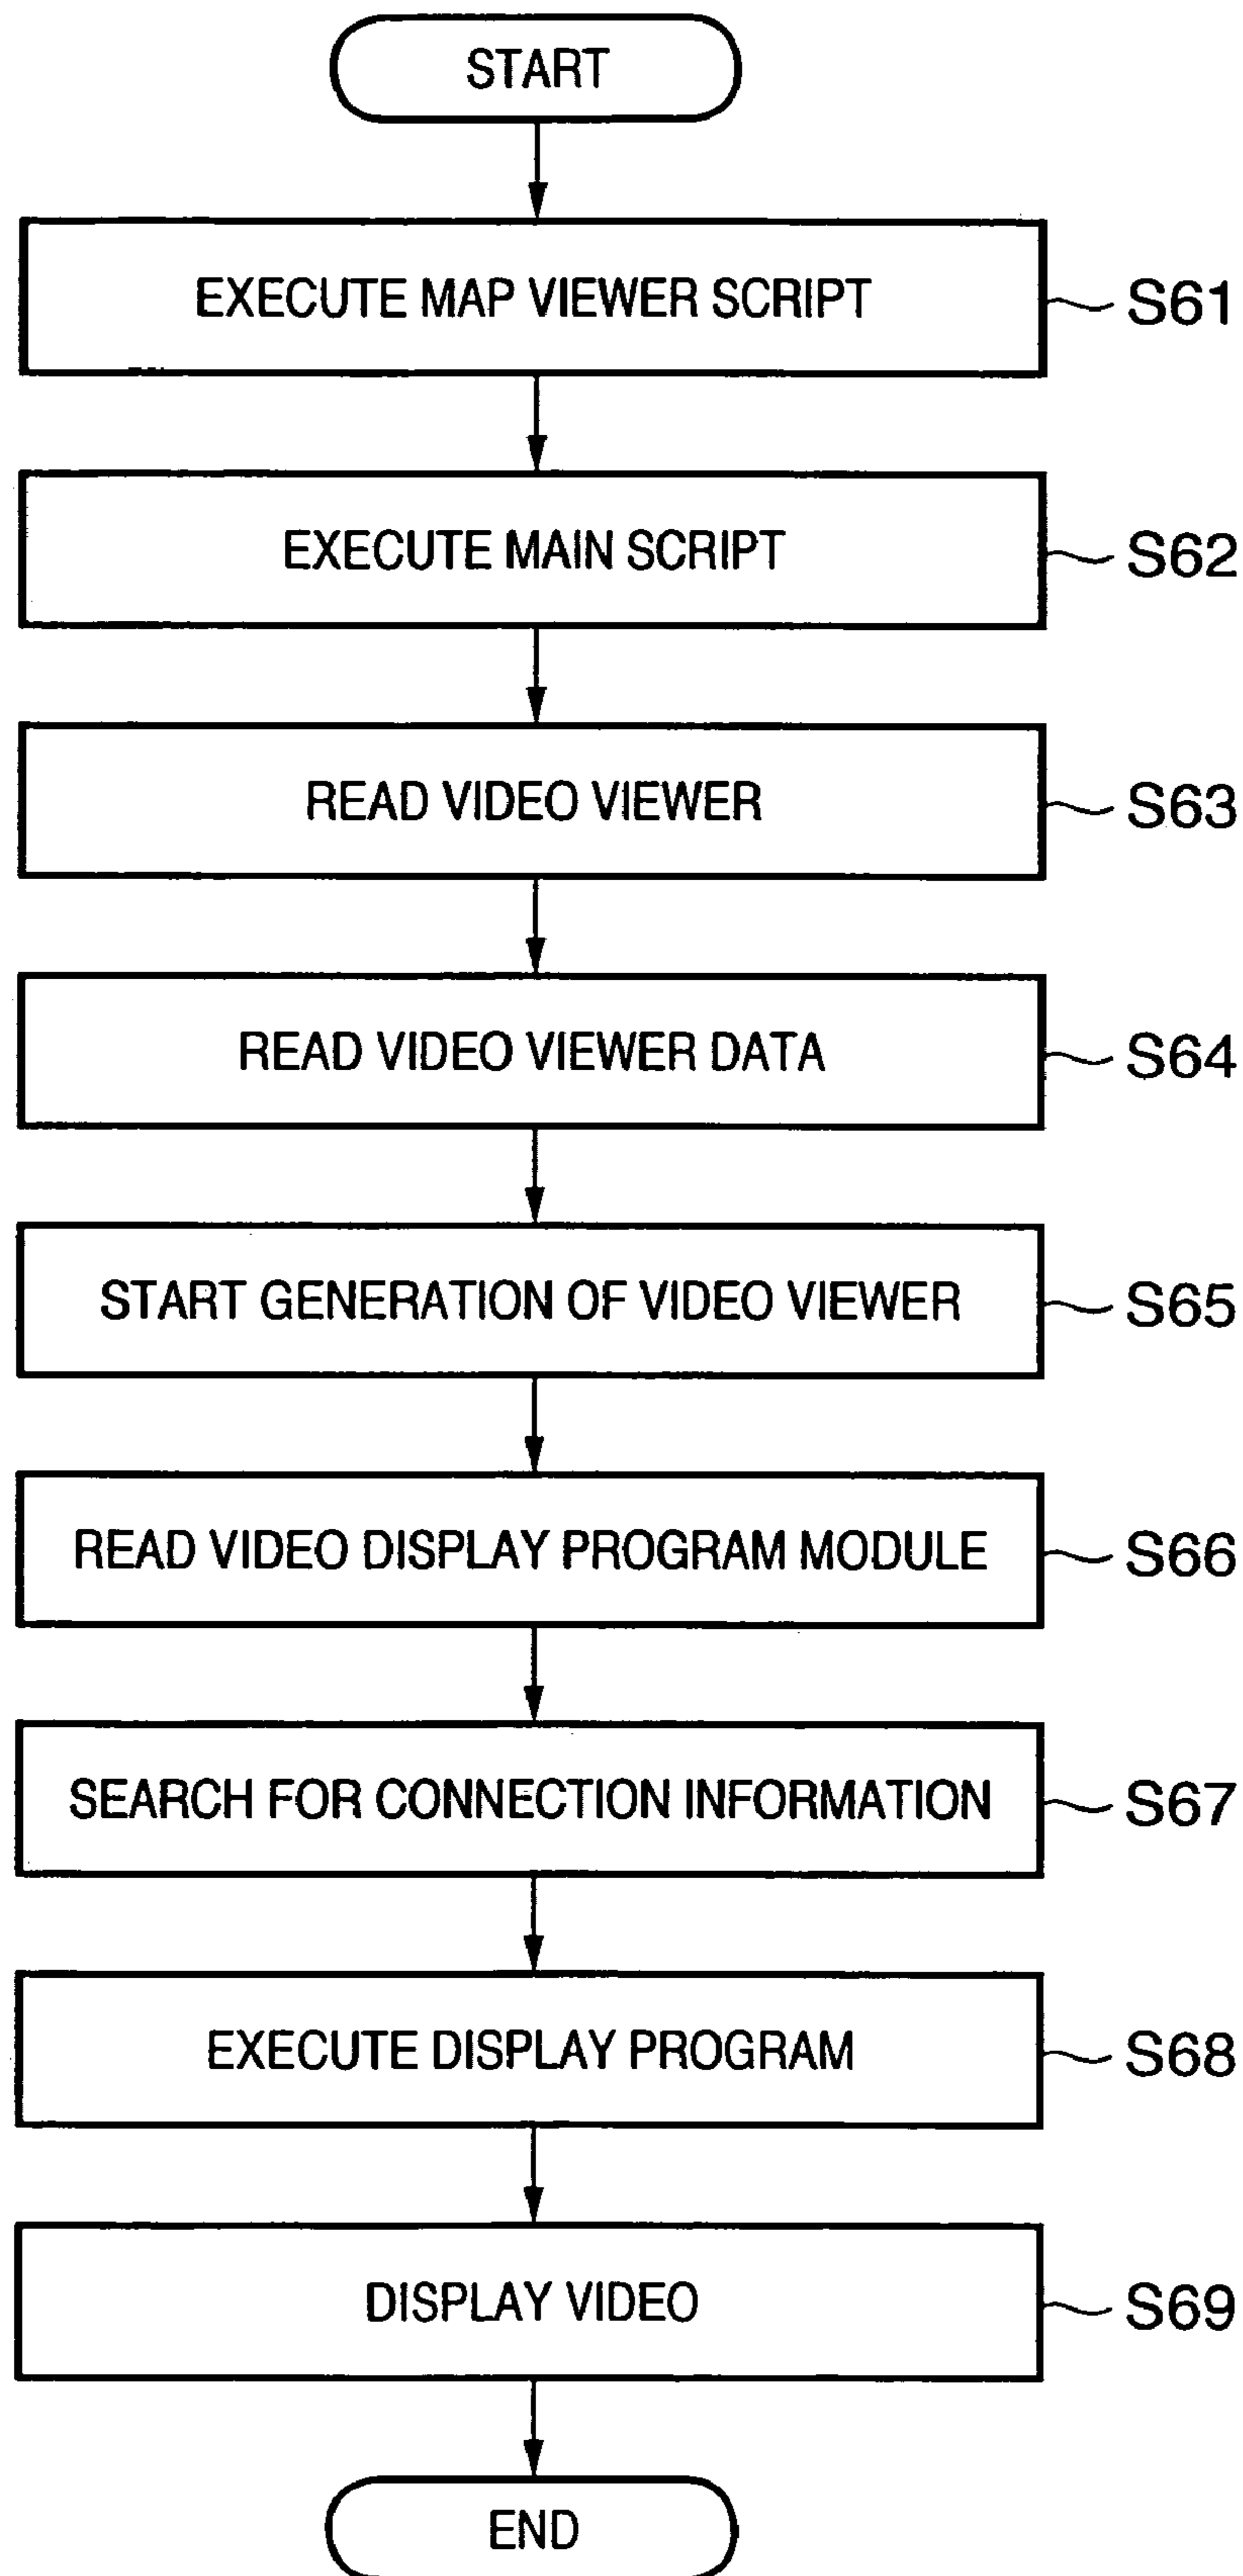 START
EXECUTE MAP VIEWER SCRIPT
S61
EXECUTE MAIN SCRIPT
S62
READ VIDEO VIEWER
S63
READ VIDEO VIEWER DATA
S64
START GENERATION OF VIDEO VIEWER
S65
READ VIDEO DISPLAY PROGRAM MODULE
S66
SEARCH FOR CONNECTION INFORMATION
S67
EXECUTE DISPLAY PROGRAM
S68
DISPLAY VIDEO
S69
END